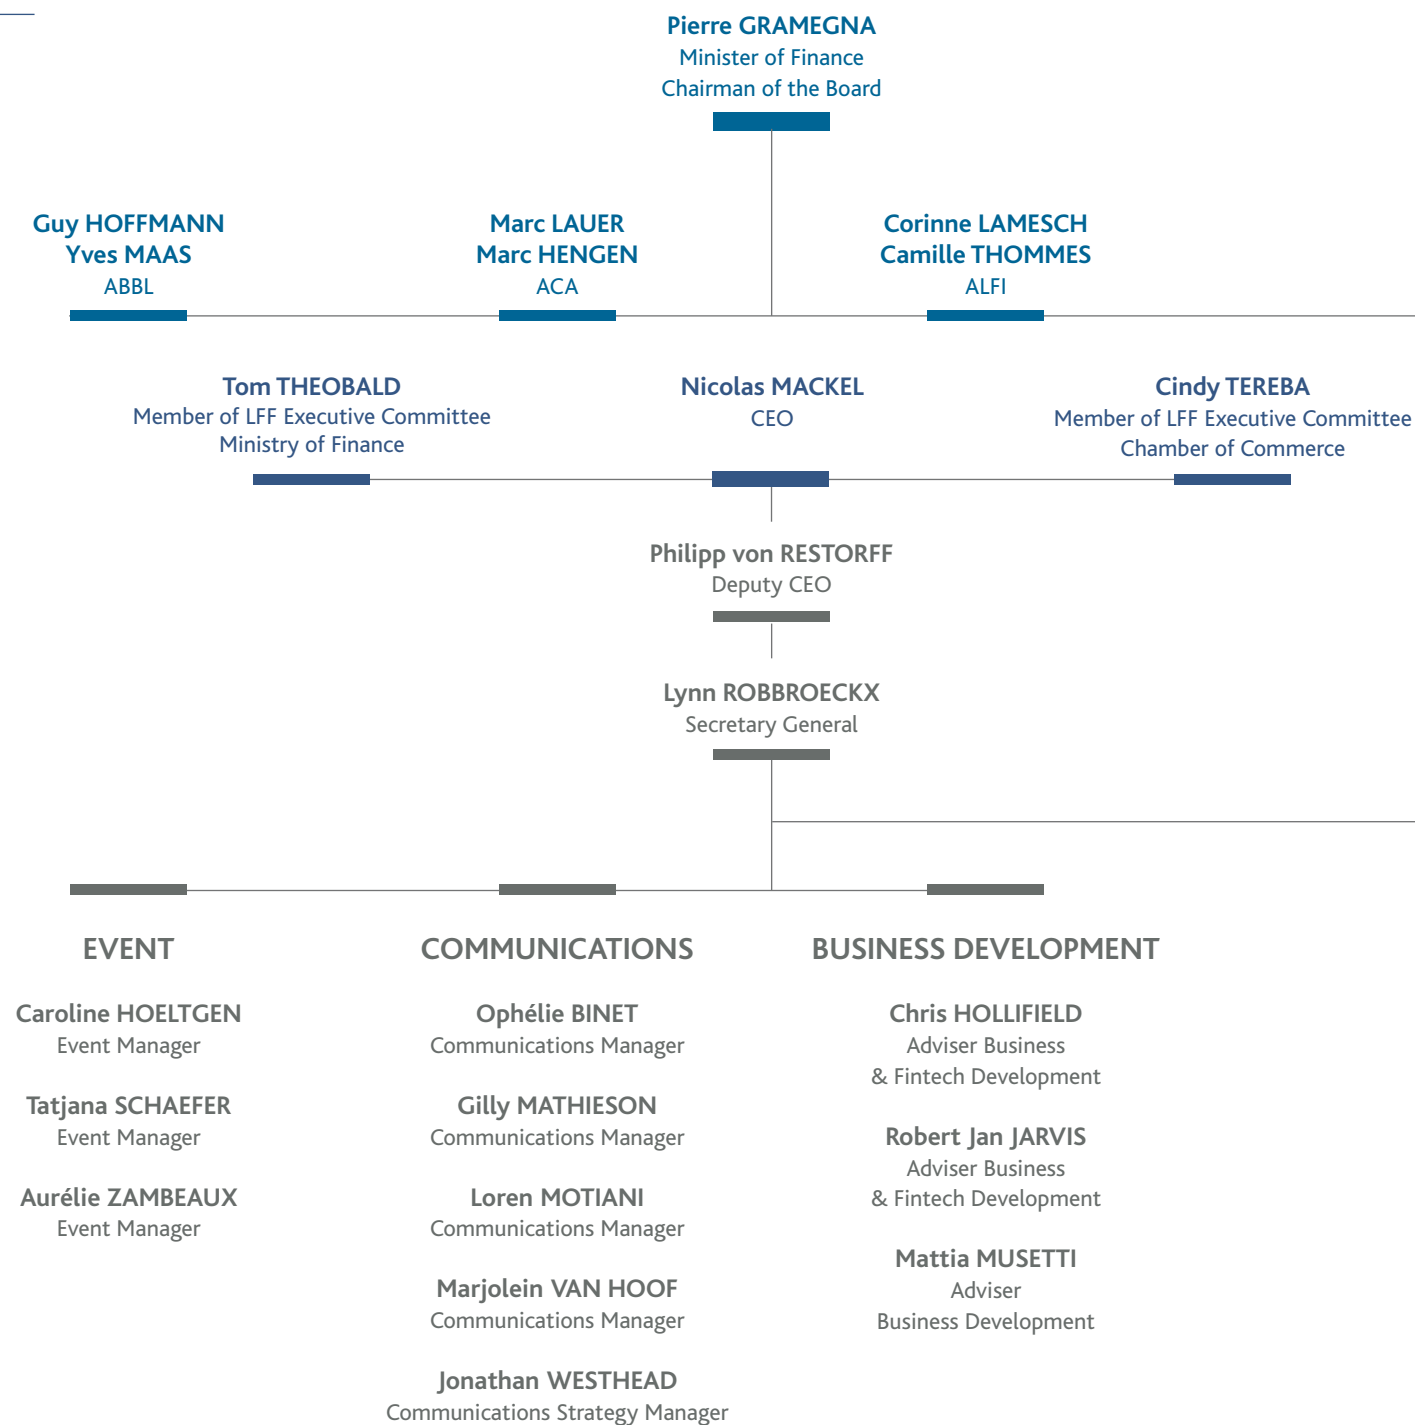 Pierre GRAMEGNA
Minister of Finance
Chairman of the Board
Guy HOFFMANN
Yves MAAS
ABBL
Marc LAUER
Marc HENGEN
ACA
Corinne LAMESCH
Camille THOMMES
ALFI
Tom THEOBALD
Member of LFF Executive Committee
Ministry of Finance
Nicolas MACKEL
CEO
Cindy TEREBA
Member of LFF Executive Committee
Chamber of Commerce
Philipp von RESTORFF
Deputy CEO
Lynn ROBBROECKX
Secretary General
EVENT
Caroline HOELTGEN
Event Manager
Tatjana SCHAEFER
Event Manager
Aurélie ZAMBEAUX
Event Manager
COMMUNICATIONS
Ophélie BINET
Communications Manager
Gilly MATHIESON
Communications Manager
Loren MOTIANI
Communications Manager
Marjolein VAN HOOF
Communications Manager
Jonathan WESTHEAD
Communications Strategy Manager
BUSINESS DEVELOPMENT
Chris HOLLIFIELD
Adviser Business
& Fintech Development
Robert Jan JARVIS
Adviser Business
& Fintech Development
Mattia MUSETTI
Adviser
Business Development